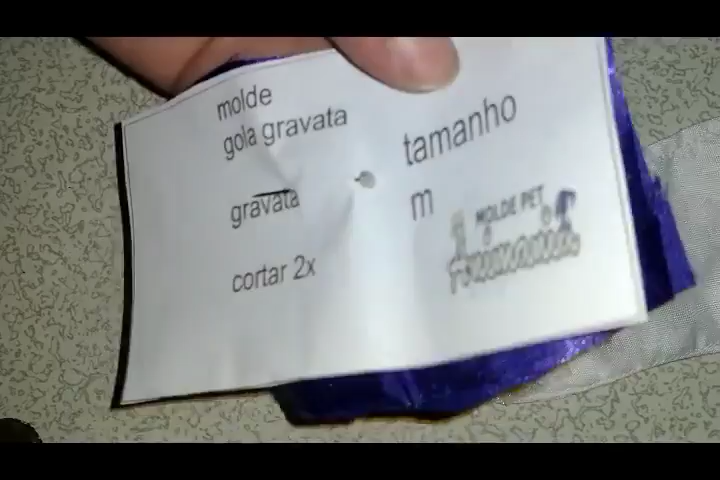 molde
gola gravata
gravata
cortar 2x
tamanho
m
MOLDE PET